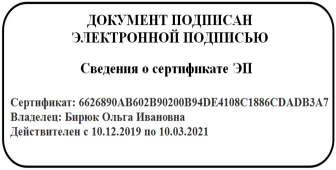 ДОКУМЕНТ ПОДПИСАН
ЭЛЕКТРОННОЙ ПОДПИСЬЮ
Сведения о сертификате ЭП
Сертификат: 6626890AB602B90200B94DE4108C1886CDADB3A7
Владелец: Бирюк Ольга Ивановна
Действителен с 10.12.2019 по 10.03.2021